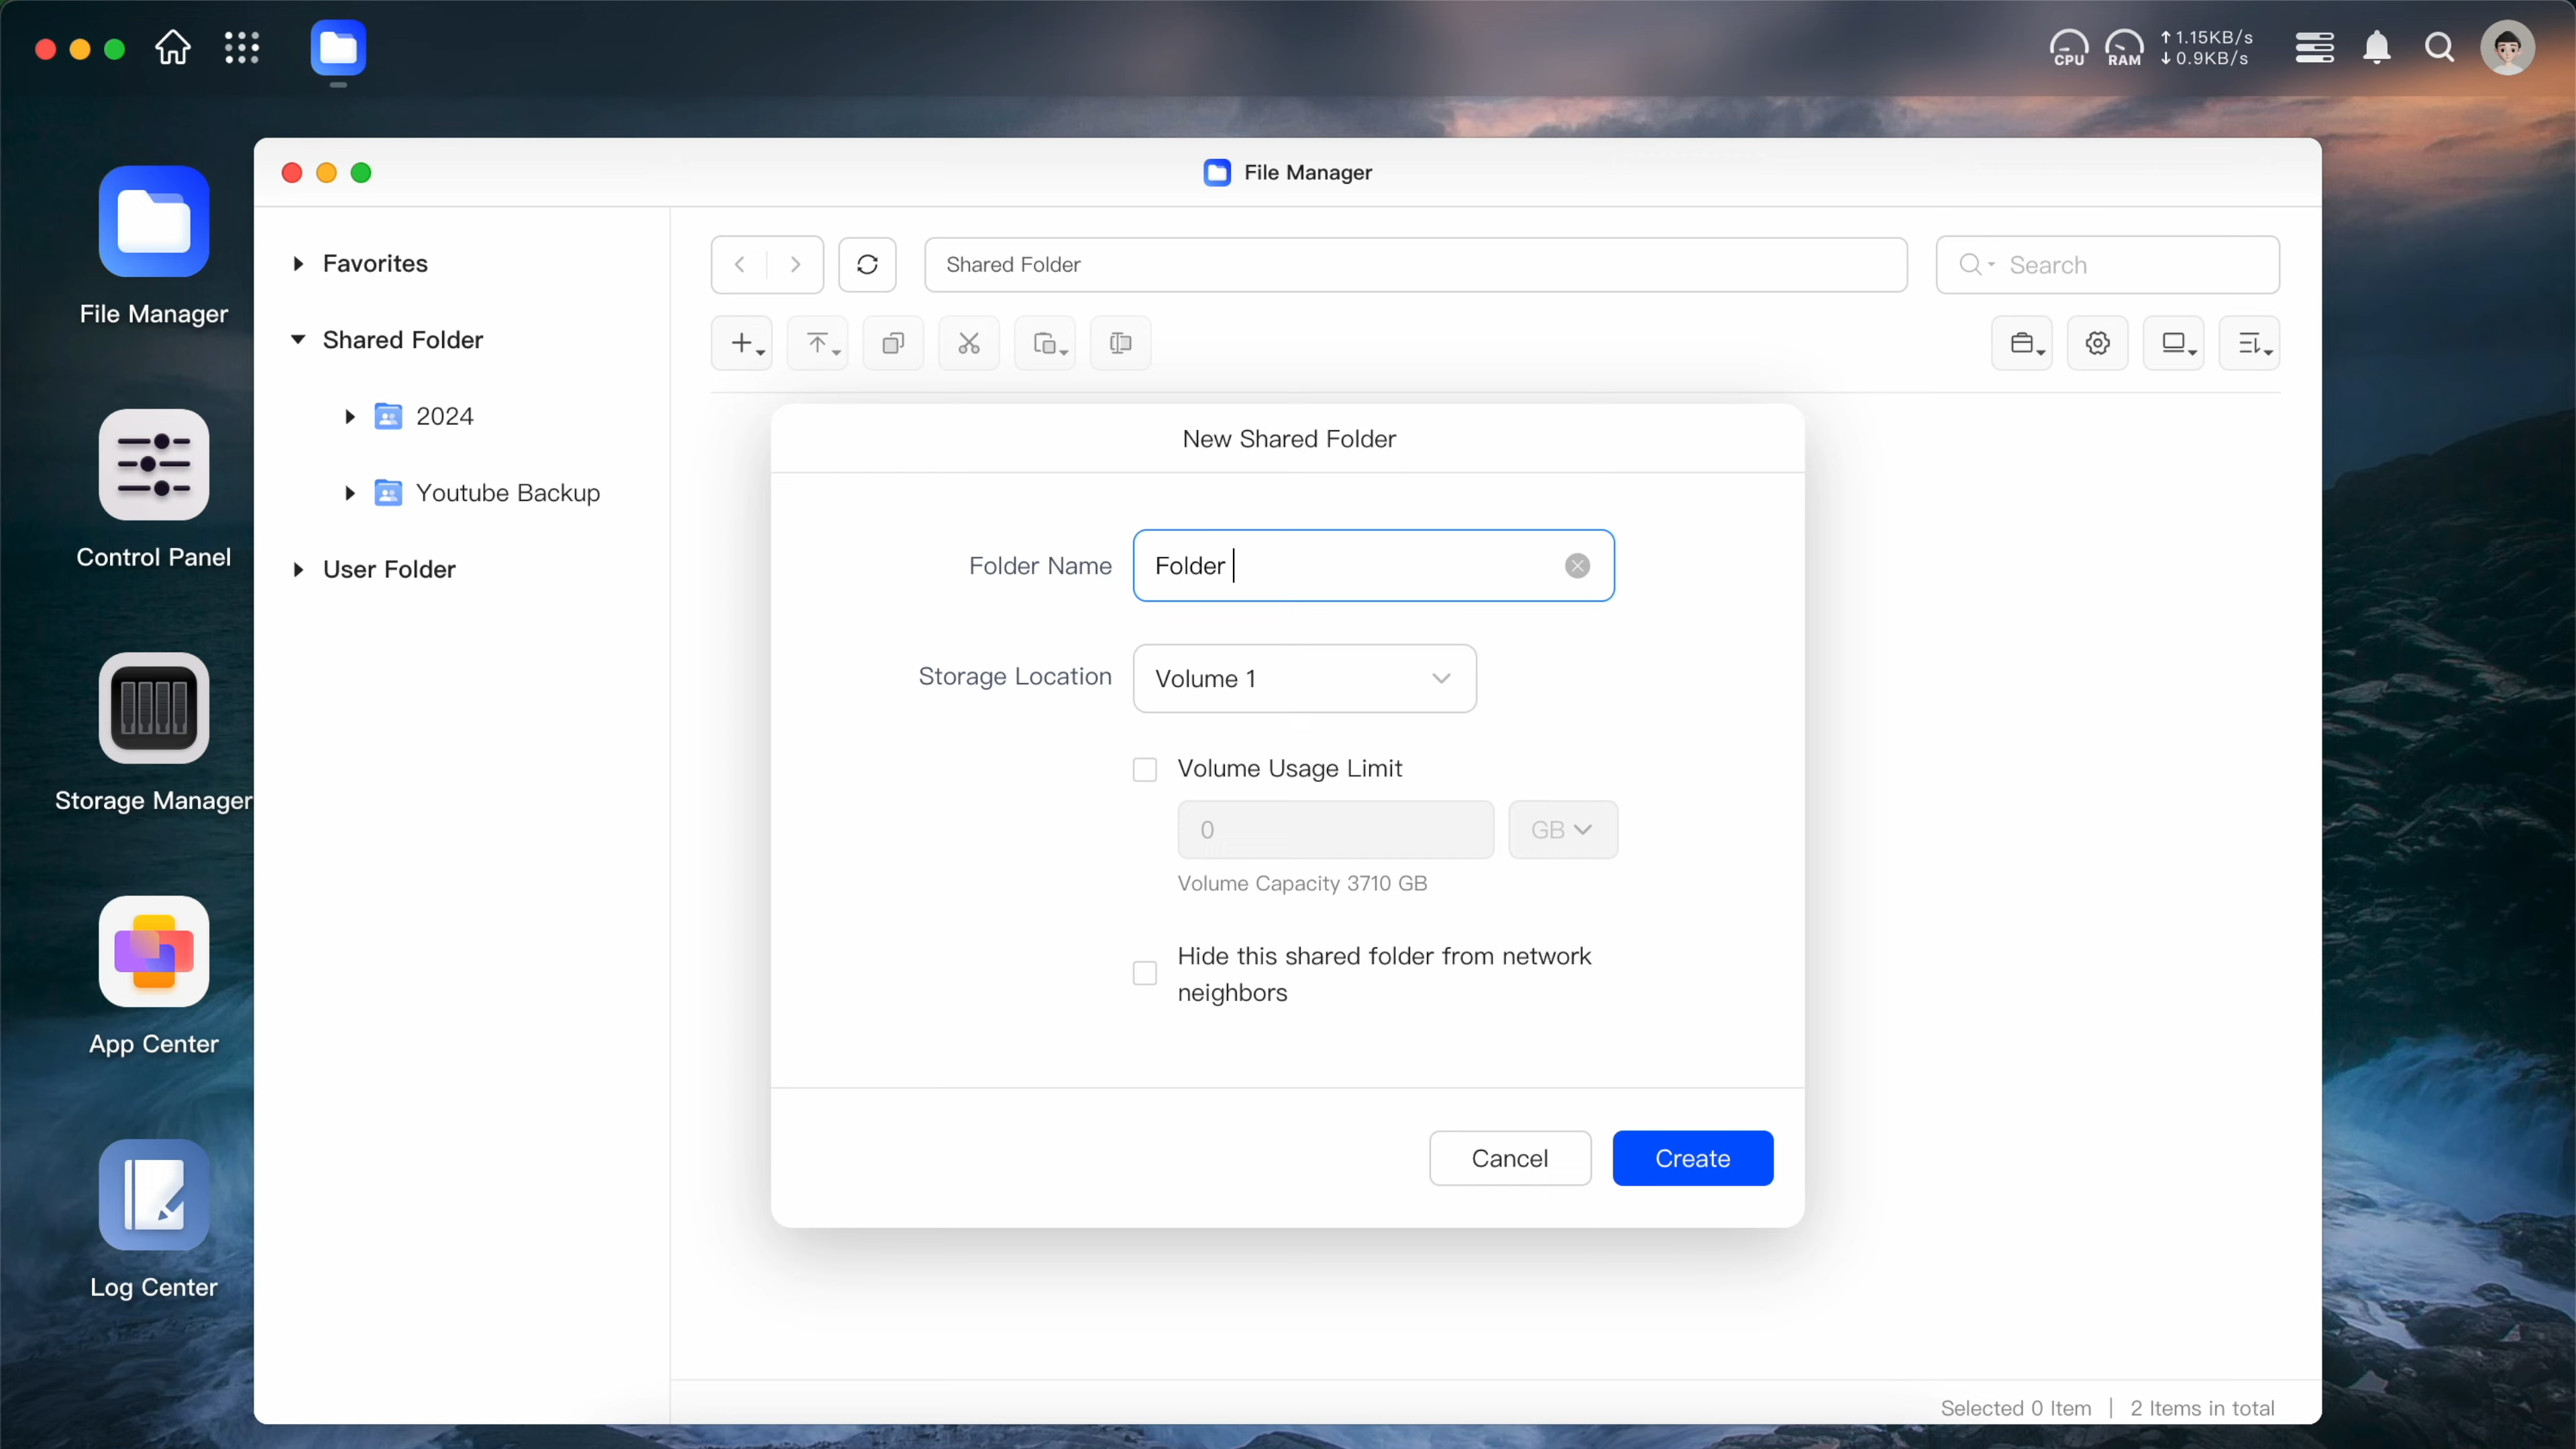 CPU
RAM
↑1.15KB/s
↓0.9KB/s
File Manager
File Manager
Control Panel
Storage Manager
App Center
Log Center
Favorites
Shared Folder
2024
Youtube Backup
User Folder
Shared Folder
Search
New Shared Folder
Folder Name
Folder
Storage Location
Volume 1
Volume Usage Limit
0
GB
Volume Capacity 3710 GB
Hide this shared folder from network
neighbors
Cancel
Create
Selected 0 Item | 2 Items in total